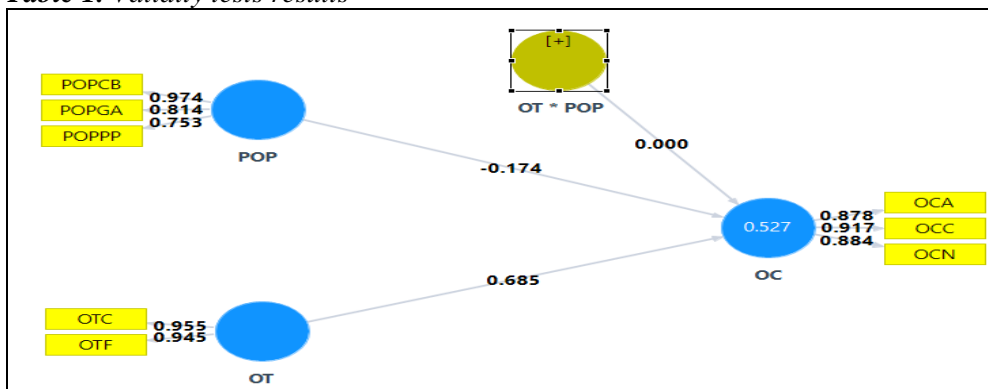 Table 1. Validity tests results
[+]
OT * POP
POPCB
POPGA
POPPP
0.974
0.814
0.753
POP
0.000
-0.174
0.527
OC
0.878
0.917
0.884
OCA
OCC
OCN
0.685
OTC
OTF
0.955
0.945
OT